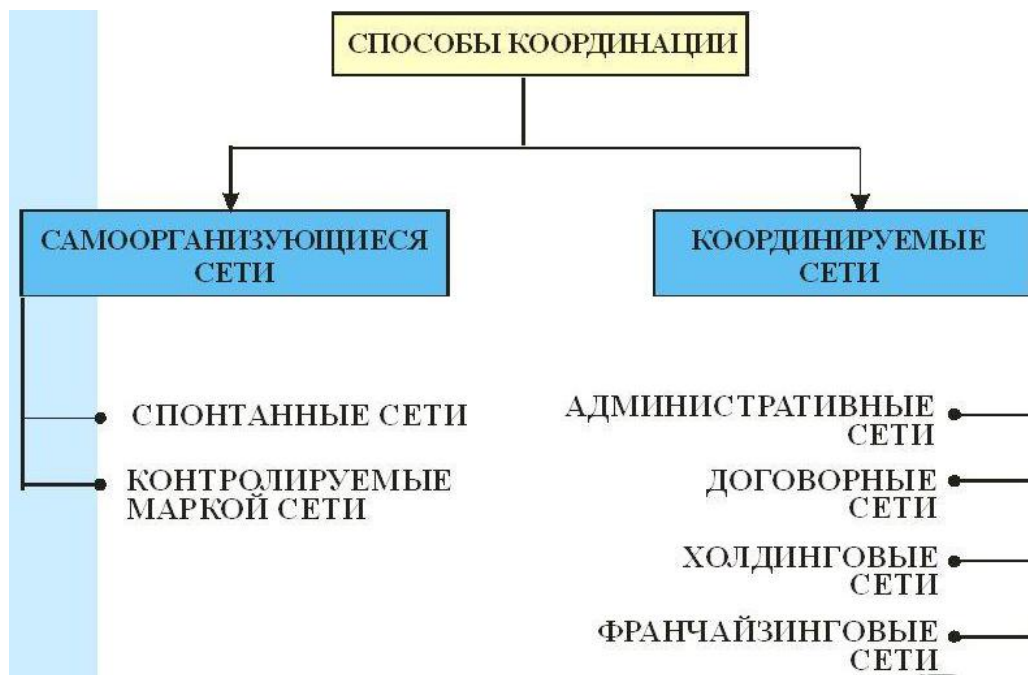 СПОСОБЫ КООРДИНАЦИИ
САМООРГАНИЗУЮЩИЕСЯ
СЕТИ
КООРДИНИРУЕМЫЕ
СЕТИ
СПОНТАННЫЕ СЕТИ
КОНТРОЛИРУЕМЫЕ
МАРКОЙ СЕТИ
АДМИНИСТРАТИВНЫЕ
СЕТИ
ДОГОВОРНЫЕ
СЕТИ
ХОЛДИНГОВЫЕ
СЕТИ
ФРАНЧАЙЗИНГОВЫЕ
СЕТИ